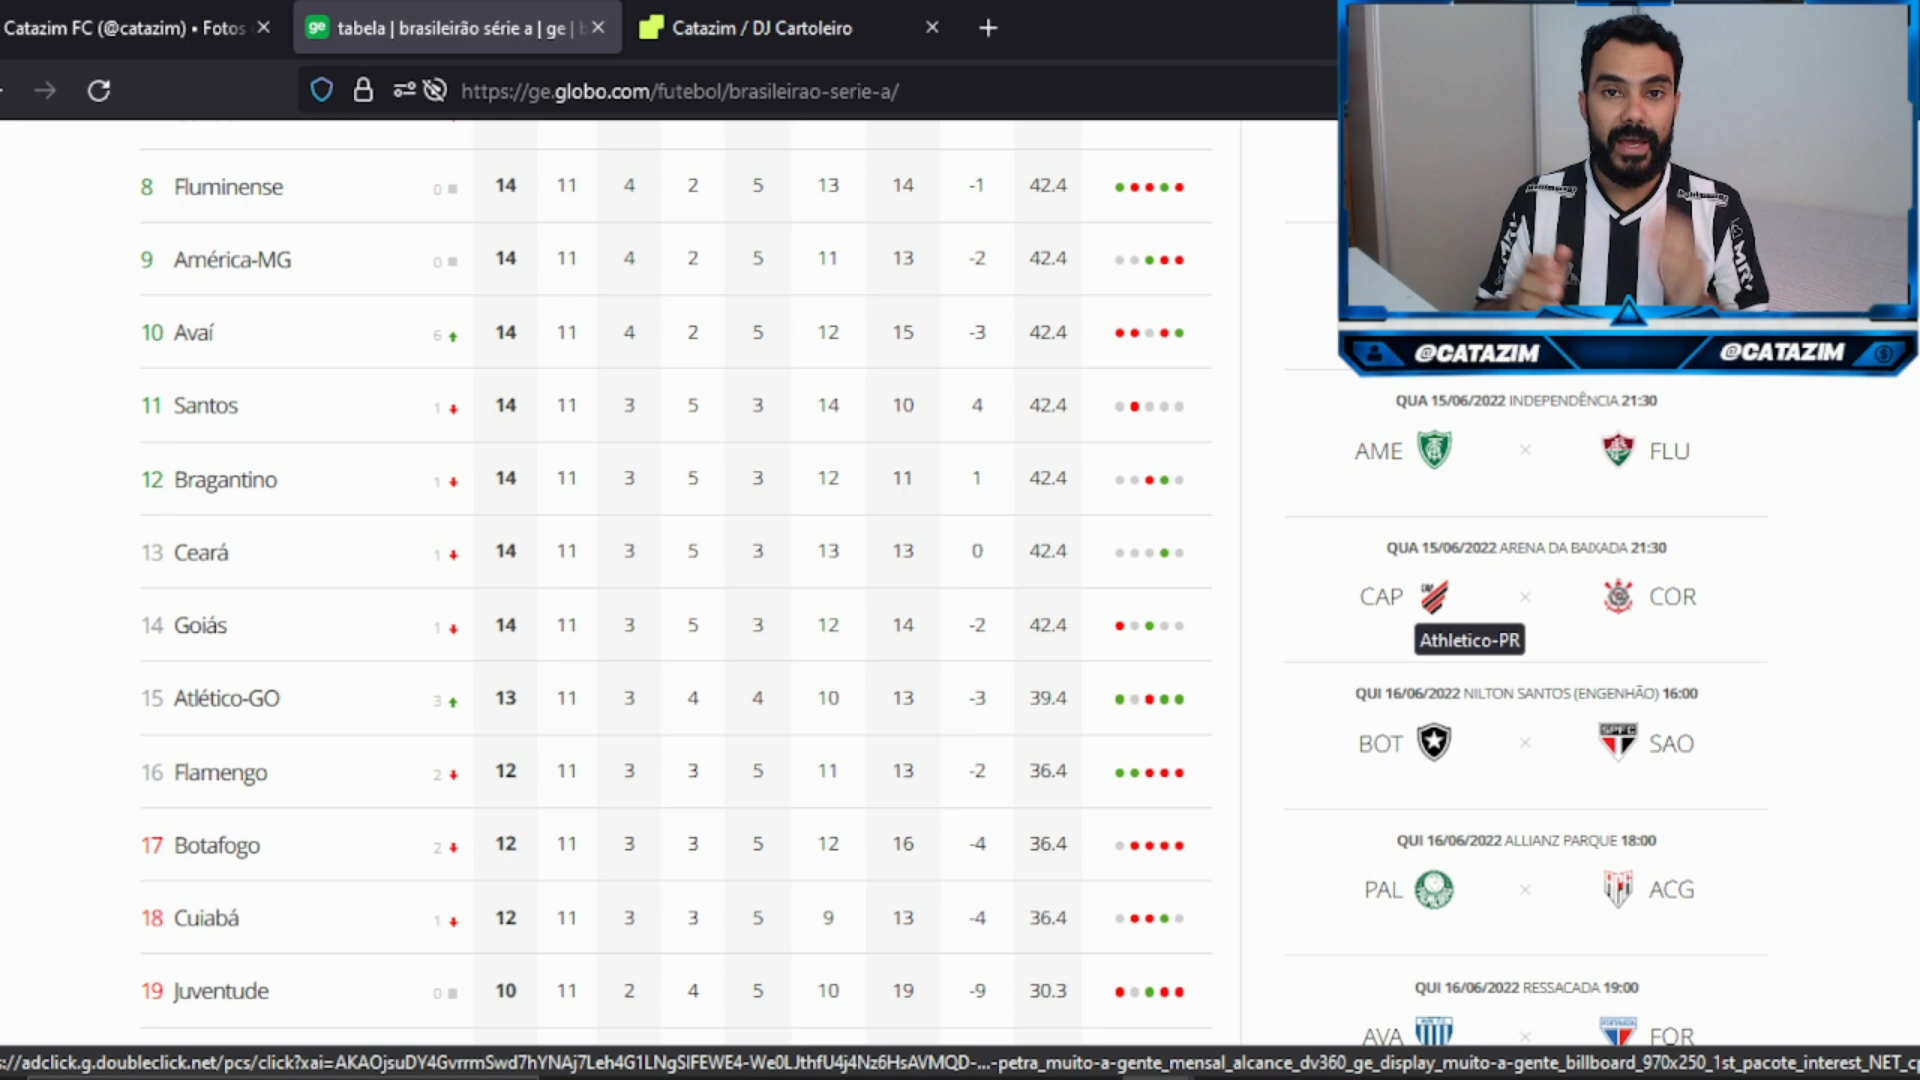 Catazim FC (@catazim) • Fotos
ge tabela | brasileirão série a | ge |
Catazim / DJ Cartoleiro
https://ge.globo.com/futebol/brasileirao-serie-a/
8 Fluminense 0 14 11 4 2 5 13 14 -1 42.4
9 América-MG 0 14 11 4 2 5 11 13 -2 42.4
10 Avaí 6 14 11 4 2 5 12 15 -3 42.4
11 Santos 1 14 11 3 5 3 14 10 4 42.4
12 Bragantino 1 14 11 3 5 3 12 11 1 42.4
13 Ceará 1 14 11 3 5 3 13 13 0 42.4
14 Goiás 1 14 11 3 5 3 12 14 -2 42.4
15 Atlético-GO 3 13 11 3 4 4 10 13 -3 39.4
16 Flamengo 2 12 11 3 3 5 11 13 -2 36.4
17 Botafogo 2 12 11 3 3 5 12 16 -4 36.4
18 Cuiabá 1 12 11 3 3 5 9 13 -4 36.4
19 Juventude 0 10 11 2 4 5 10 19 -9 30.3
@CATAZIM @CATAZIM
QUA 15/06/2022 INDEPENDÊNCIA 21:30
AME × FLU
QUA 15/06/2022 ARENA DA BAIXADA 21:30
CAP × COR
Athletico-PR
QUI 16/06/2022 NILTON SANTOS (ENGENHÃO) 16:00
BOT × SAO
QUI 16/06/2022 ALLIANZ PARQUE 18:00
PAL × ACG
QUI 16/06/2022 RESSACADA 19:00
AVA × FOR